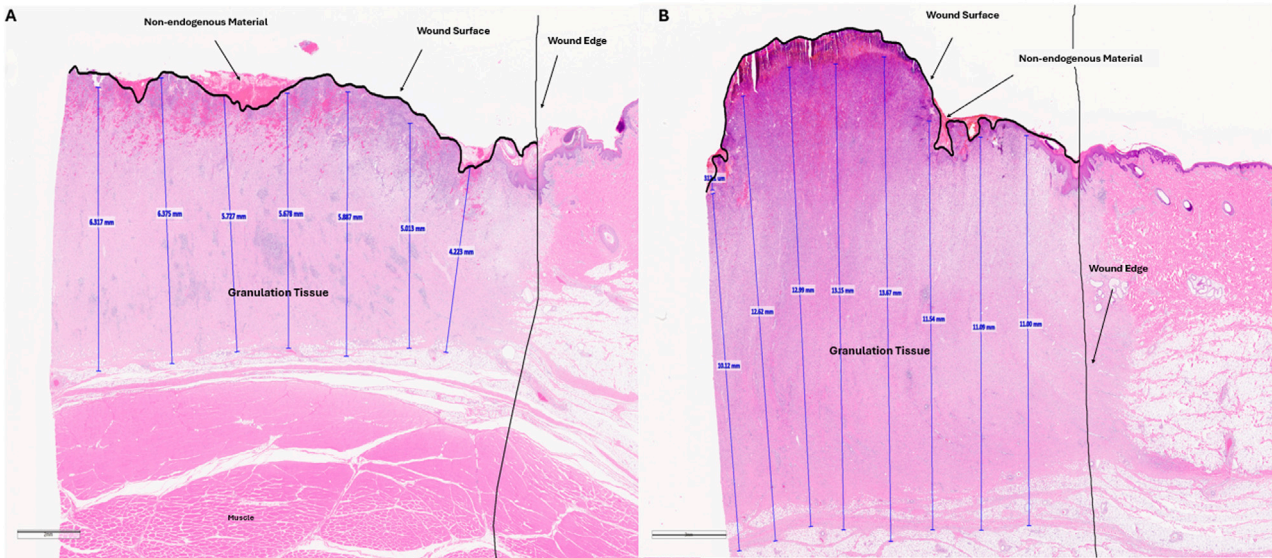 A
Non-endogenous Material
Wound Surface
Wound Edge
6.317 mm
6.375 mm
5.727 mm
5.678 mm
5.887 mm
5.013 mm
4.223 mm
Granulation Tissue
Muscle
B
Wound Surface
Non-endogenous Material
Wound Edge
10.12 mm
12.62 mm
12.99 mm
13.15 mm
13.67 mm
11.54 mm
11.09 mm
11.00 mm
Granulation Tissue